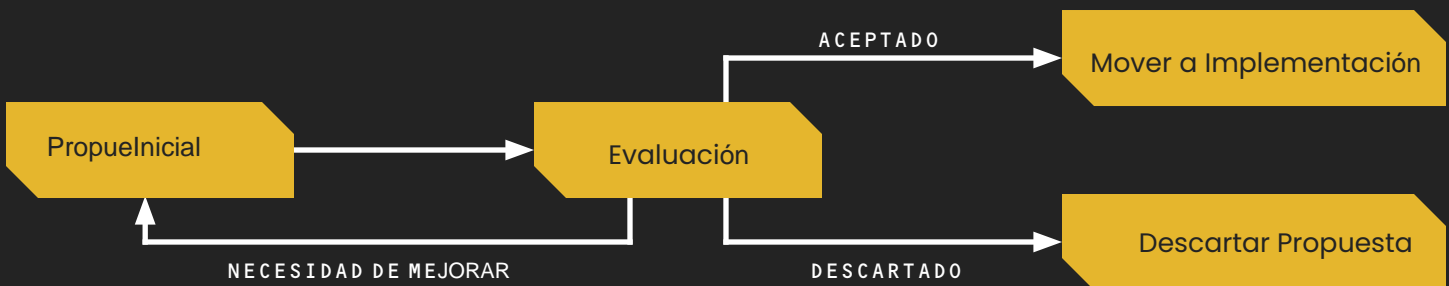 ACEPTADO
Mover a Implementación
PropueInicial
Evaluación
Descartar Propuesta
NECESIDAD DE MEJORAR
DESCARTADO